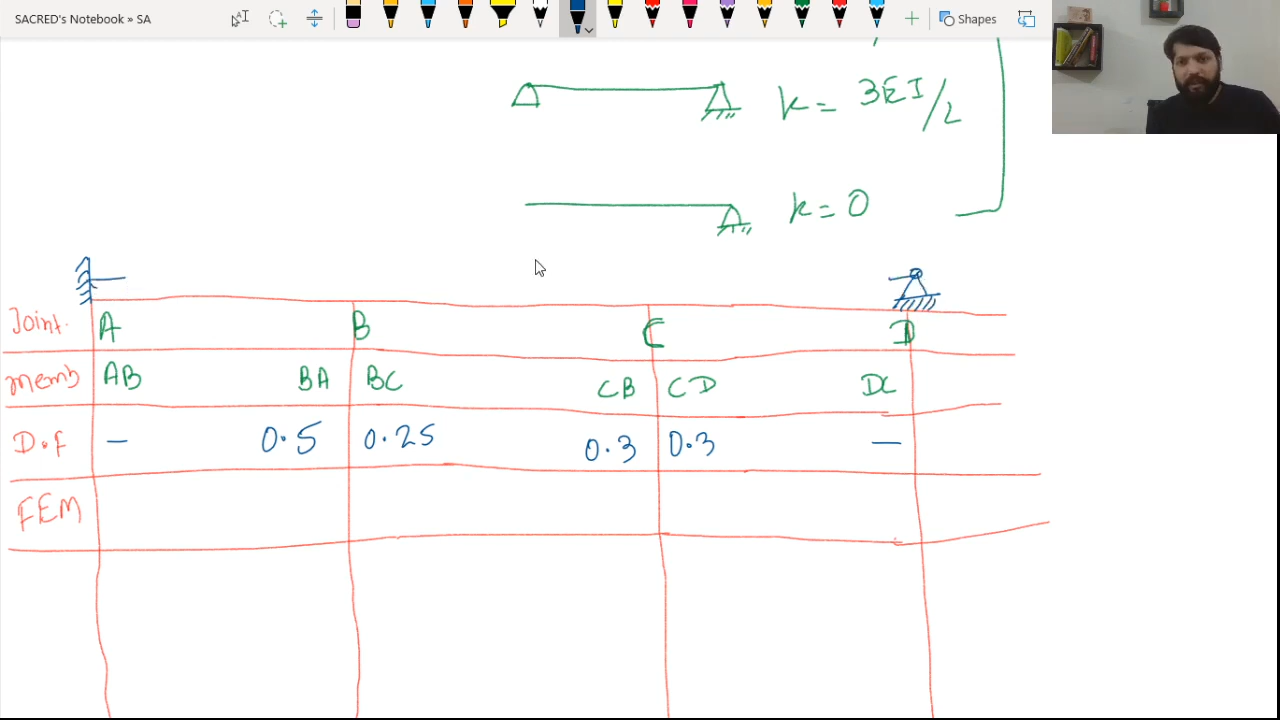 SACRED's Notebook » SA
Shapes
k = 3EI/L
k = 0
Joint. A B C D
Memb AB BA BC CB CD DC
D.f — 0.5 0.25 0.3 0.3 —
FEM